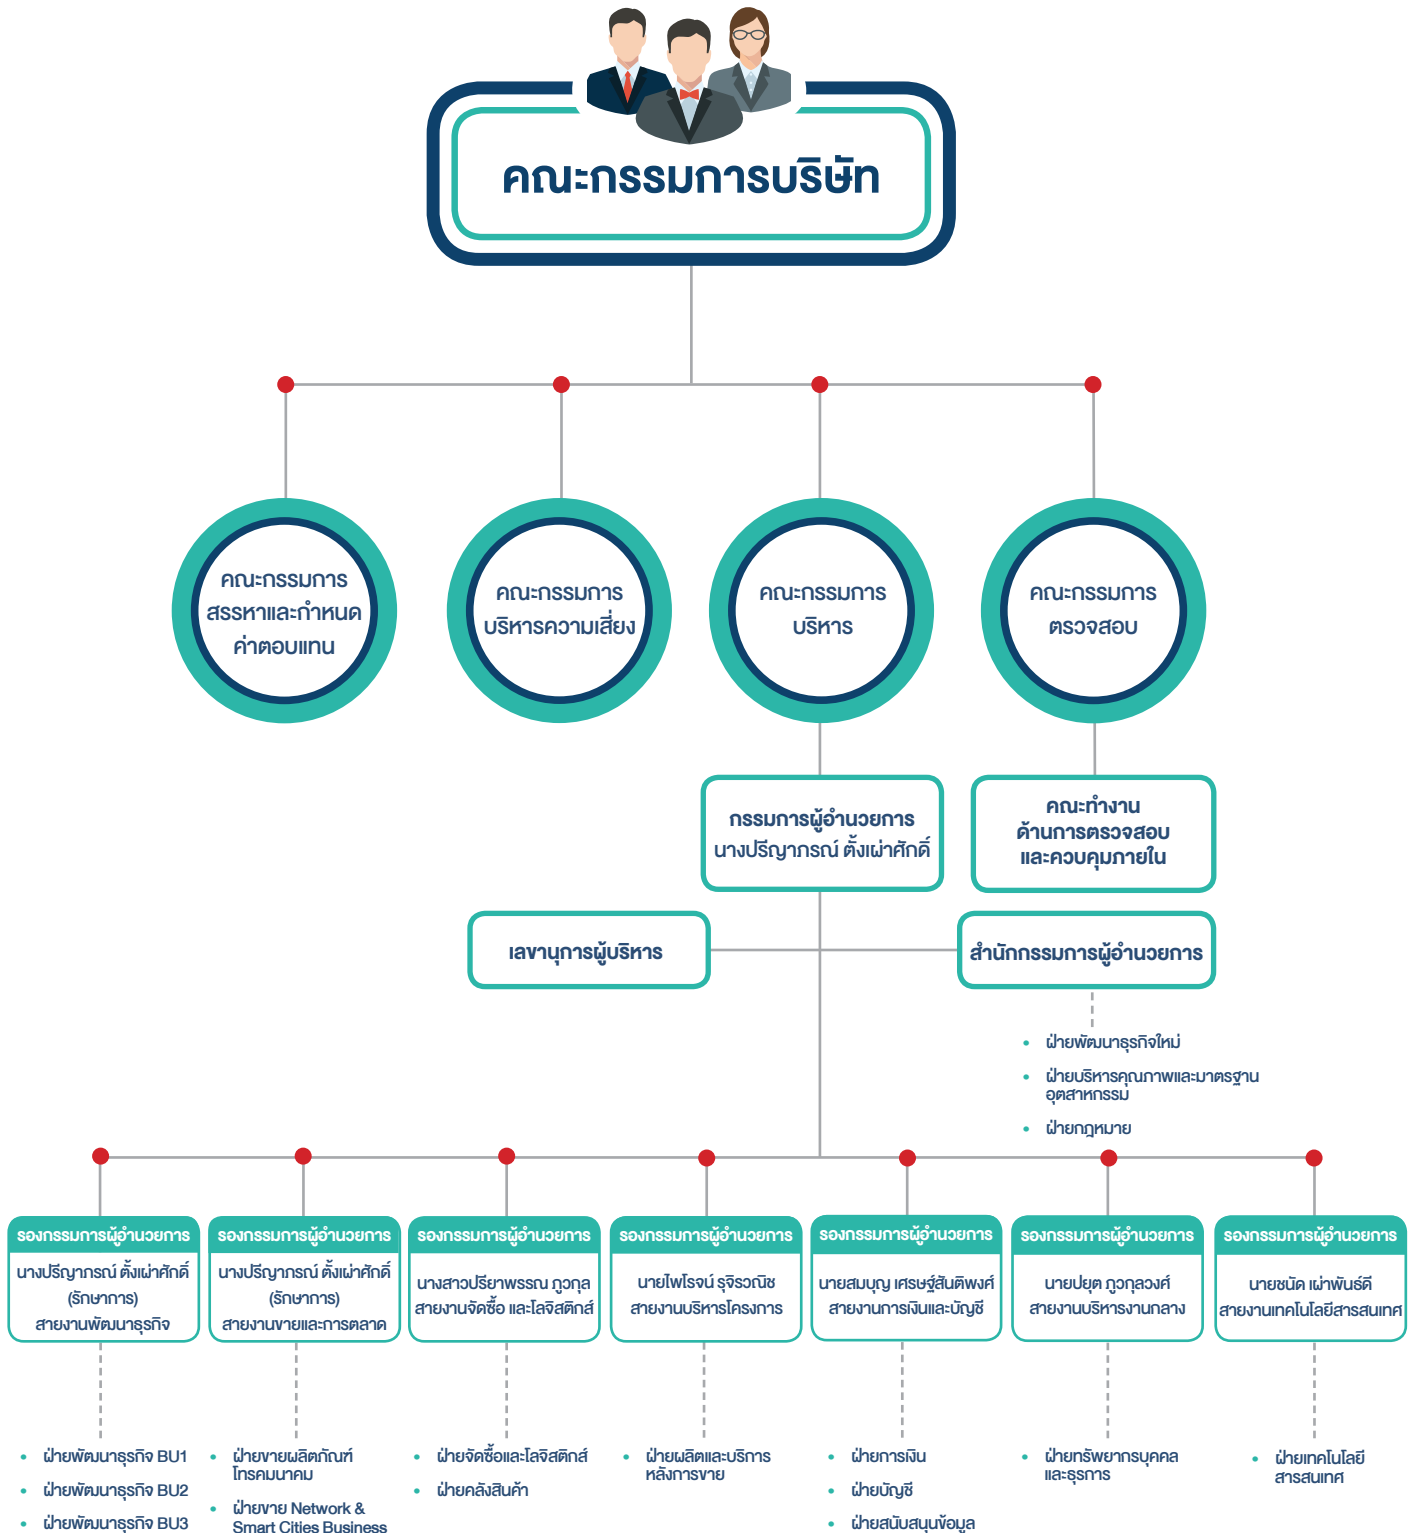 คณะกรรมการบริษัท
คณะกรรมการ
สรรหาและกำหนด
ค่าตอบแทน
คณะกรรมการ
บริหารความเสี่ยง
คณะกรรมการ
บริหาร
คณะกรรมการ
ตรวจสอบ
กรรมการผู้อำนวยการ
นางปรีญาภรณ์ ตั้งเผ่าศักดิ์
คณะทำงาน
ด้านการตรวจสอบ
และควบคุมภายใน
เลขานุการผู้บริหาร
สำนักกรรมการผู้อำนวยการ
• ฝ่ายพัฒนาธุรกิจใหม่
• ฝ่ายบริหารคุณภาพและมาตรฐาน
อุตสาหกรรม
• ฝ่ายกฎหมาย
รองกรรมการผู้อำนวยการ
นางปรีญาภรณ์ ตั้งเผ่าศักดิ์
(รักษาการ)
สายงานพัฒนาธุรกิจ
• ฝ่ายพัฒนาธุรกิจ BU1
• ฝ่ายพัฒนาธุรกิจ BU2
• ฝ่ายพัฒนาธุรกิจ BU3
รองกรรมการผู้อำนวยการ
นางปรีญาภรณ์ ตั้งเผ่าศักดิ์
(รักษาการ)
สายงานขายและการตลาด
• ฝ่ายขายผลิตภัณฑ์
โทรคมนาคม
• ฝ่ายขาย Network &
Smart Cities Business
รองกรรมการผู้อำนวยการ
นางสาวปรียาพรรณ ภูวกุล
สายงานจัดซื้อ และโลจิสติกส์
• ฝ่ายจัดซื้อและโลจิสติกส์
• ฝ่ายคลังสินค้า
รองกรรมการผู้อำนวยการ
นายไพโรจน์ รุจิรวณิช
สายงานบริหารโครงการ
• ฝ่ายผลิตและบริการ
หลังการขาย
รองกรรมการผู้อำนวยการ
นายสมบุญ เศรษฐ์สันติพงศ์
สายงานการเงินและบัญชี
• ฝ่ายการเงิน
• ฝ่ายบัญชี
• ฝ่ายสนับสนุนข้อมูล
รองกรรมการผู้อำนวยการ
นายปยุต ภูวกุลวงศ์
สายงานบริหารงานกลาง
• ฝ่ายทรัพยากรบุคคล
และธุรการ
รองกรรมการผู้อำนวยการ
นายชนัด เผ่าพันธ์ดี
สายงานเทคโนโลยีสารสนเทศ
• ฝ่ายเทคโนโลยี
สารสนเทศ